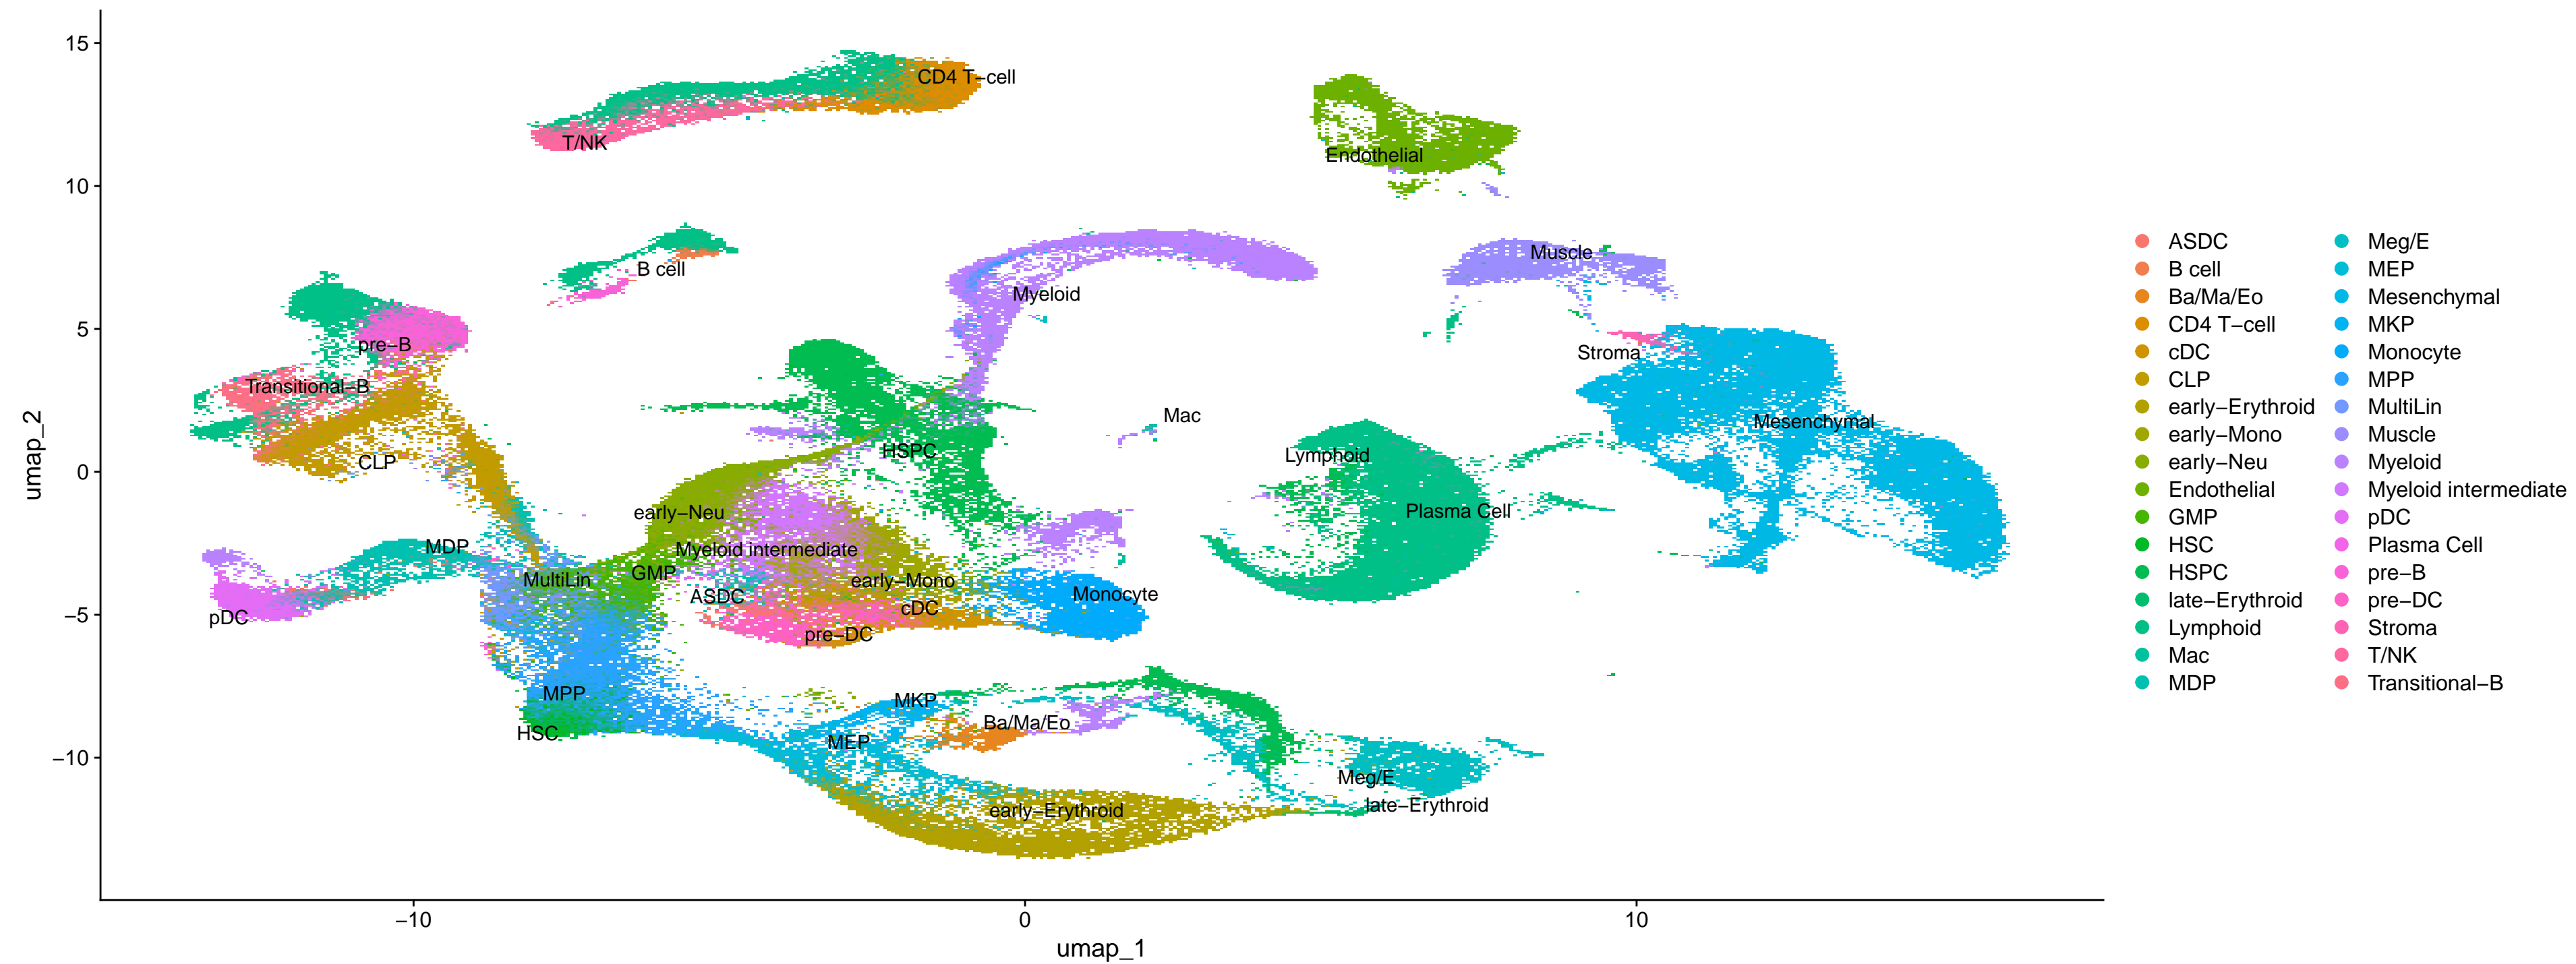 15
10
5
0
−5
−10
umap_2
−10
0
10
umap_1
CD4 T−cell
T/NK
Endothelial
B cell
Muscle
Myeloid
pre−B
Stroma
Transitional−B
Mac
Mesenchymal
HSPC
Lymphoid
CLP
early−Neu
Plasma Cell
MDP
Myeloid intermediate
GMP
MultiLin
early−Mono
ASDC
Monocyte
cDC
pDC
pre−DC
MPP
MKP
Ba/Ma/Eo
HSC
MEP
Meg/E
early−Erythroid
late−Erythroid
ASDC
B cell
Ba/Ma/Eo
CD4 T−cell
cDC
CLP
early−Erythroid
early−Mono
early−Neu
Endothelial
GMP
HSC
HSPC
late−Erythroid
Lymphoid
Mac
MDP
Meg/E
MEP
Mesenchymal
MKP
Monocyte
MPP
MultiLin
Muscle
Myeloid
Myeloid intermediate
pDC
Plasma Cell
pre−B
pre−DC
Stroma
T/NK
Transitional−B